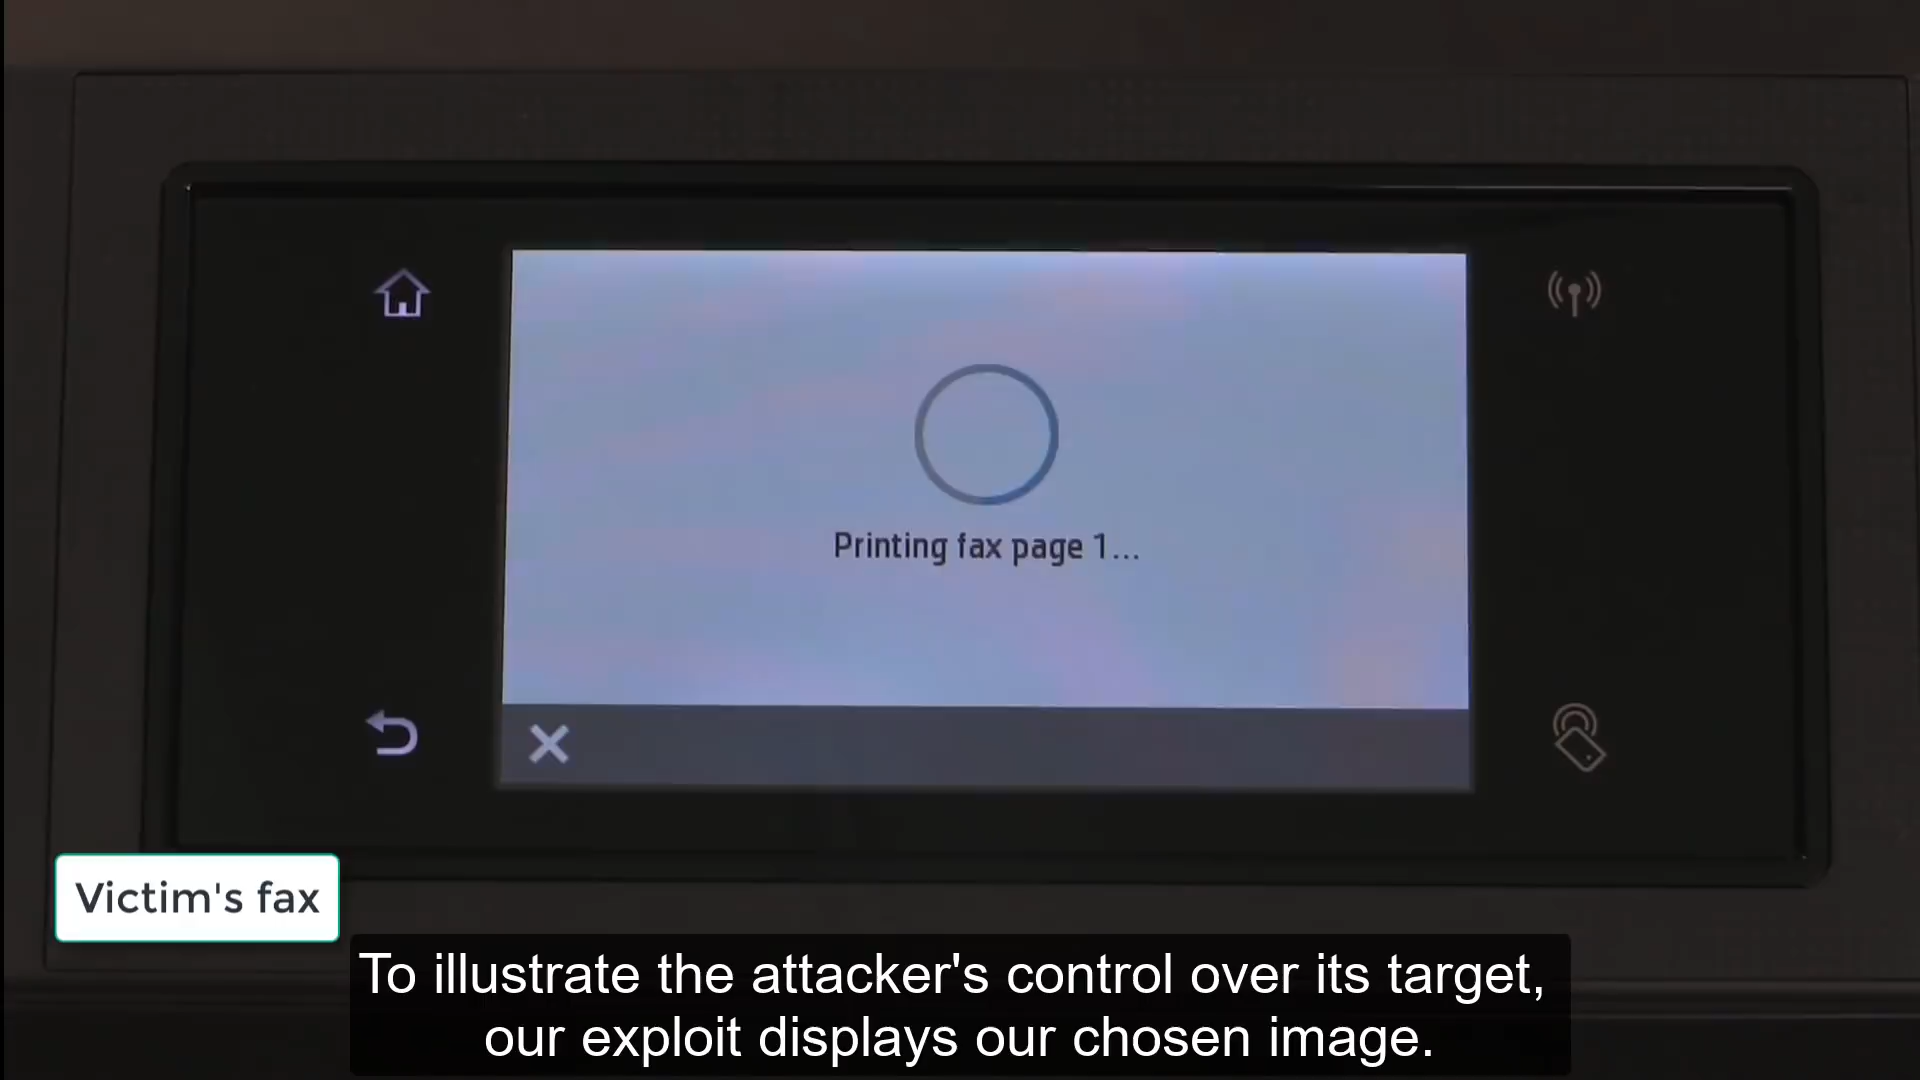 Printing fax page 1...
Victim's fax
To illustrate the attacker's control over its target,
our exploit displays our chosen image.